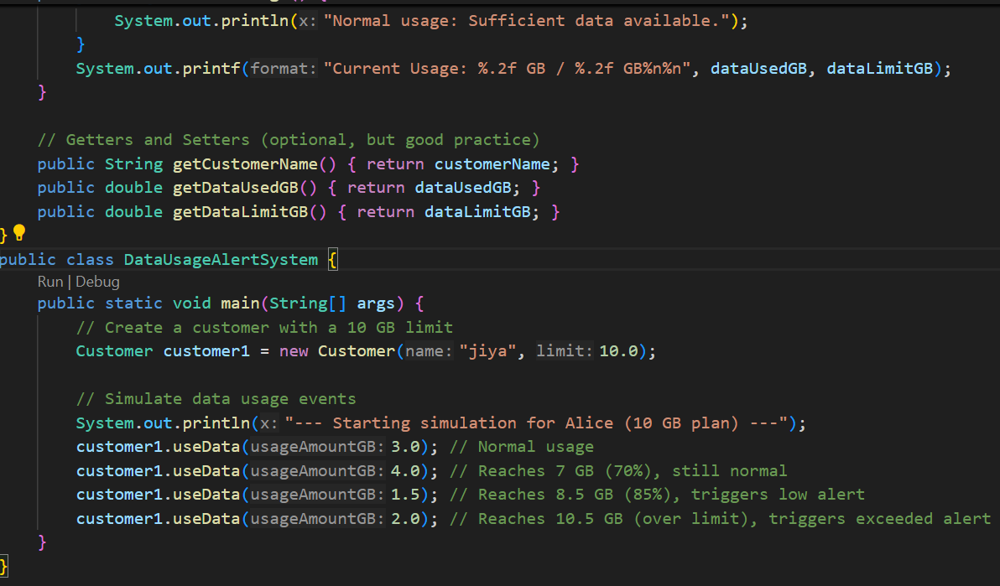 System.out.println(x: "Normal usage: Sufficient data available.");
}
System.out.printf(format: "Current Usage: %.2f GB / %.2f GB%n%n", dataUsedGB, dataLimitGB);
}
// Getters and Setters (optional, but good practice)
public String getCustomerName() { return customerName; }
public double getDataUsedGB() { return dataUsedGB; }
public double getDataLimitGB() { return dataLimitGB; }
}
public class DataUsageAlertSystem {
Run | Debug
public static void main(String[] args) {
// Create a customer with a 10 GB limit
Customer customer1 = new Customer(name: "jiya", limit: 10.0);
// Simulate data usage events
System.out.println(x: "--- Starting simulation for Alice (10 GB plan) ---");
customer1.useData(usageAmountGB: 3.0); // Normal usage
customer1.useData(usageAmountGB: 4.0); // Reaches 7 GB (70%), still normal
customer1.useData(usageAmountGB: 1.5); // Reaches 8.5 GB (85%), triggers low alert
customer1.useData(usageAmountGB: 2.0); // Reaches 10.5 GB (over limit), triggers exceeded alert
}
}